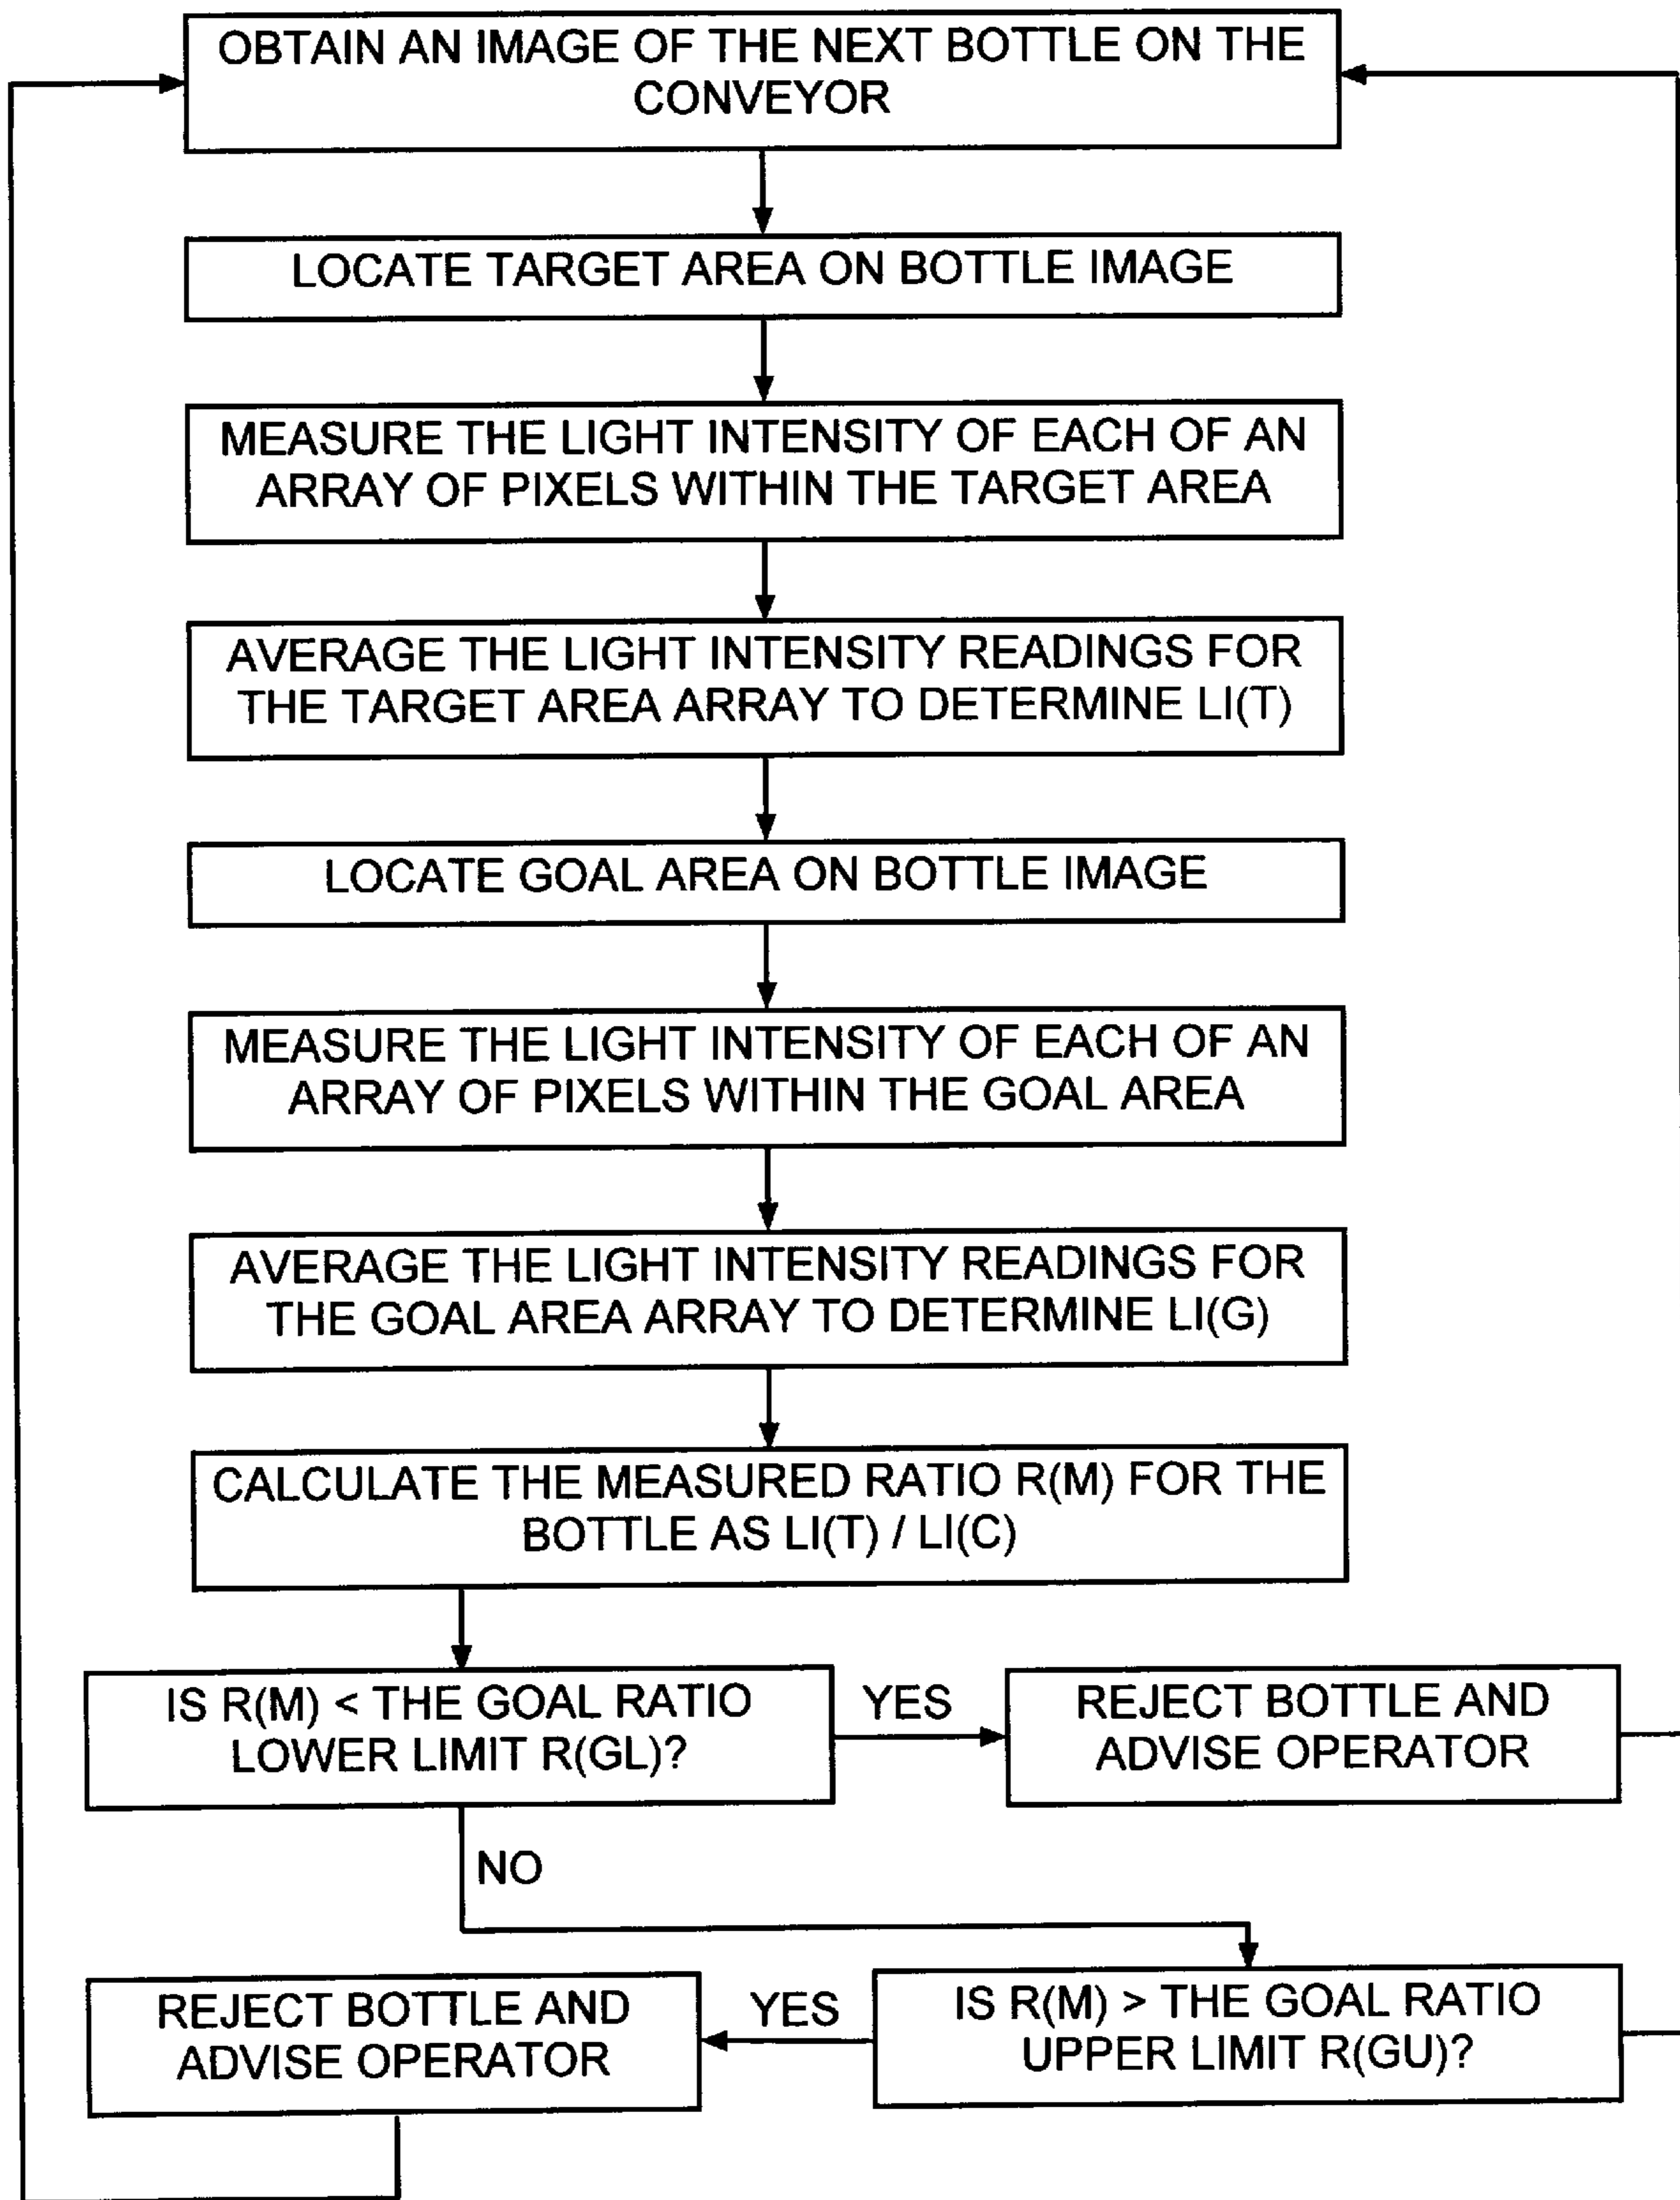 OBTAIN AN IMAGE OF THE NEXT BOTTLE ON THE
CONVEYOR
LOCATE TARGET AREA ON BOTTLE IMAGE
MEASURE THE LIGHT INTENSITY OF EACH OF AN
ARRAY OF PIXELS WITHIN THE TARGET AREA
AVERAGE THE LIGHT INTENSITY READINGS FOR
THE TARGET AREA ARRAY TO DETERMINE LI(T)
LOCATE GOAL AREA ON BOTTLE IMAGE
MEASURE THE LIGHT INTENSITY OF EACH OF AN
ARRAY OF PIXELS WITHIN THE GOAL AREA
AVERAGE THE LIGHT INTENSITY READINGS FOR
THE GOAL AREA ARRAY TO DETERMINE LI(G)
CALCULATE THE MEASURED RATIO R(M) FOR THE
BOTTLE AS LI(T) / LI(C)
IS R(M) < THE GOAL RATIO
LOWER LIMIT R(GL)?
YES
REJECT BOTTLE AND
ADVISE OPERATOR
NO
IS R(M) > THE GOAL RATIO
UPPER LIMIT R(GU)?
YES
REJECT BOTTLE AND
ADVISE OPERATOR